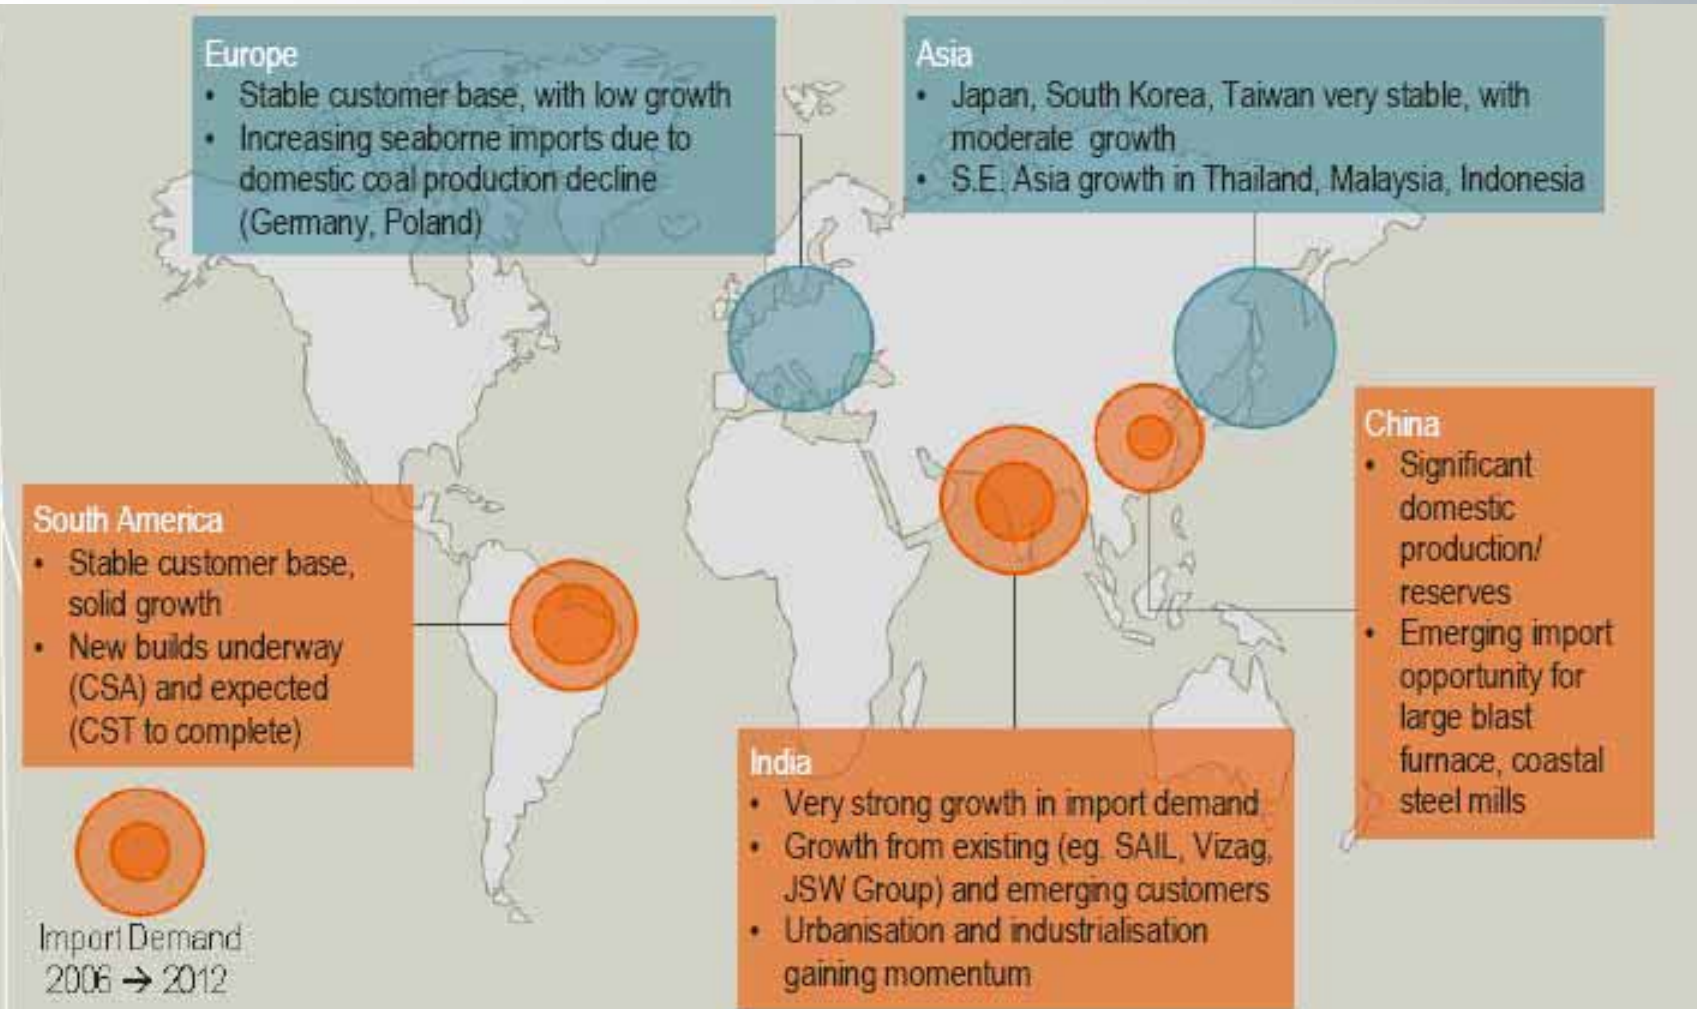 Europe
• Stable customer base, with low growth
• Increasing seaborne imports due to
domestic coal production decline
(Germany, Poland)
Asia
• Japan, South Korea, Taiwan very stable, with
moderate growth
• S.E. Asia growth in Thailand, Malaysia, Indonesia
China
• Significant
domestic
production/
reserves
• Emerging import
opportunity for
large blast
furnace, coastal
steel mills
South America
• Stable customer base,
solid growth
• New builds underway
(CSA) and expected
(CST to complete)
India
• Very strong growth in import demand
• Growth from existing (eg. SAIL, Vizag,
JSW Group) and emerging customers
• Urbanisation and industrialisation
gaining momentum
Import Demand
2006 → 2012